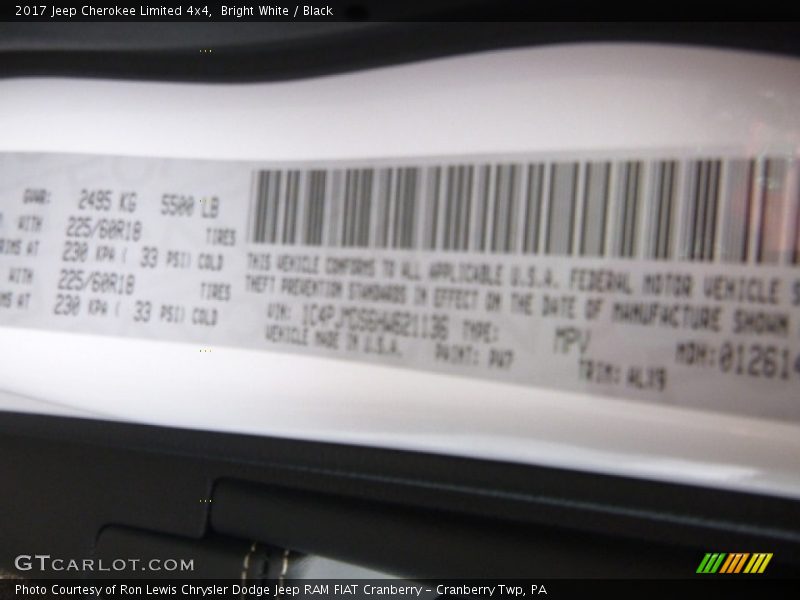 2017 Jeep Cherokee Limited 4x4, Bright White / Black
GVWR: 2495 KG 5500 LB
WITH 225/60R18 TIRES
AT 230 KPA ( 33 PSI) COLD
WITH 225/60R18 TIRES
AT 230 KPA ( 33 PSI) COLD
THIS VEHICLE CONFORMS TO ALL APPLICABLE U.S.A. FEDERAL MOTOR VEHICLE S
THEFT PREVENTION STANDARDS IN EFFECT ON THE DATE OF MANUFACTURE SHOWN
VIN: TYPE: MPV MDH: 01261
VEHICLE MADE IN U.S.A. PAINT: PW7 TRIM: ALX9
GTCARLOT.COM
Photo Courtesy of Ron Lewis Chrysler Dodge Jeep RAM FIAT Cranberry – Cranberry Twp, PA